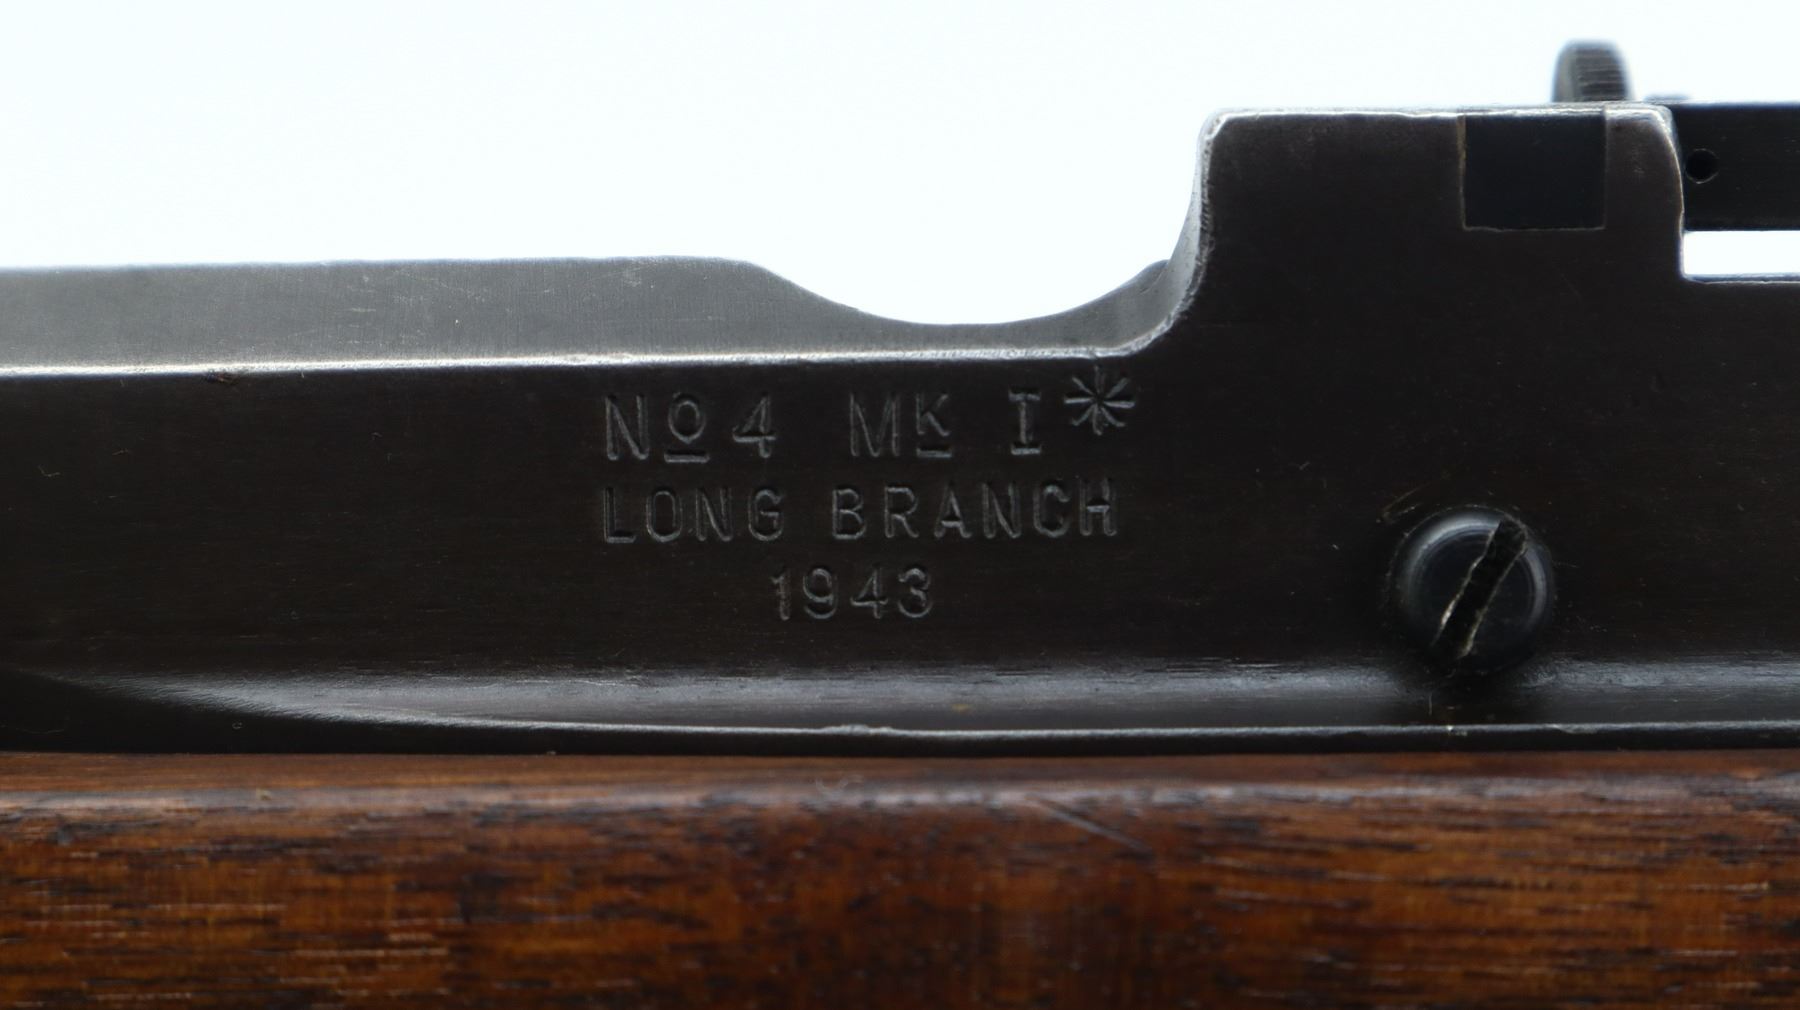 Nº4 MK I*
LONG BRANCH
1943